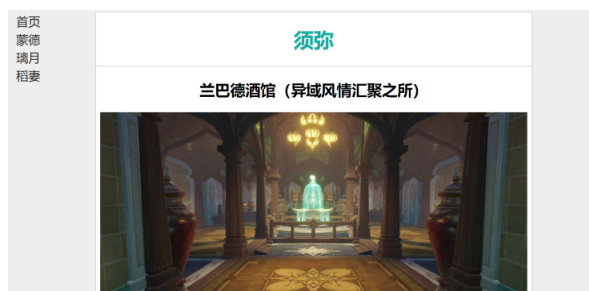 首页
蒙德
璃月
稻妻
须弥
兰巴德酒馆（异域风情汇聚之所）